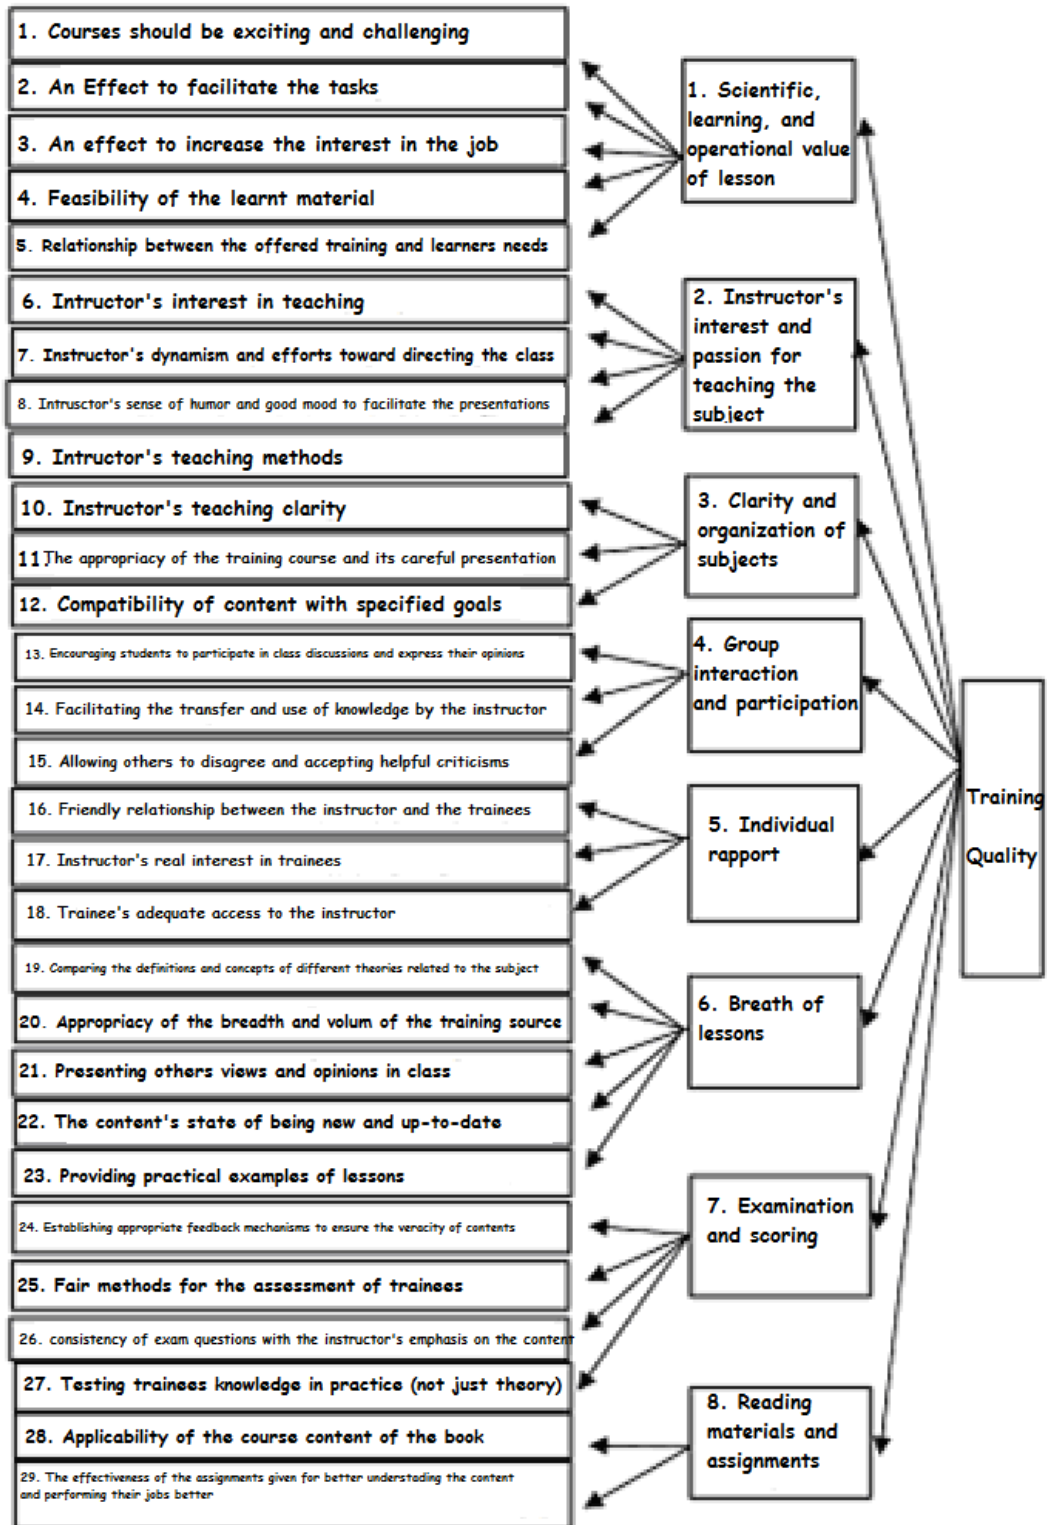 1. Courses should be exciting and challenging
2. An Effect to facilitate the tasks
3. An effect to increase the interest in the job
4. Feasibility of the learnt material
5. Relationship between the offered training and learners needs
6. Intructor's interest in teaching
7. Instructor's dynamism and efforts toward directing the class
8. Intrusctor's sense of humor and good mood to facilitate the presentations
9. Intructor's teaching methods
10. Instructor's teaching clarity
11 The appropriacy of the training course and its careful presentation
12. Compatibility of content with specified goals
13. Encouraging students to participate in class discussions and express their opinions
14. Facilitating the transfer and use of knowledge by the instructor
15. Allowing others to disagree and accepting helpful criticisms
16. Friendly relationship between the instructor and the trainees
17. Instructor's real interest in trainees
18. Trainee's adequate access to the instructor
19. Comparing the definitions and concepts of different theories related to the subject
20. Appropriacy of the breadth and volum of the training source
21. Presenting others views and opinions in class
22. The content's state of being new and up-to-date
23. Providing practical examples of lessons
24. Establishing appropriate feedback mechanisms to ensure the veracity of contents
25. Fair methods for the assessment of trainees
26. consistency of exam questions with the instructor's emphasis on the content
27. Testing trainees knowledge in practice (not just theory)
28. Applicability of the course content of the book
29. The effectiveness of the assignments given for better understading the content
and performing their jobs better
1. Scientific,
learning, and
operational value
of lesson
2. Instructor's
interest and
passion for
teaching the
subject
3. Clarity and
organization of
subjects
4. Group
interaction
and participation
5. Individual
rapport
6. Breath of
lessons
7. Examination
and scoring
8. Reading
materials and
assignments
Training
Quality